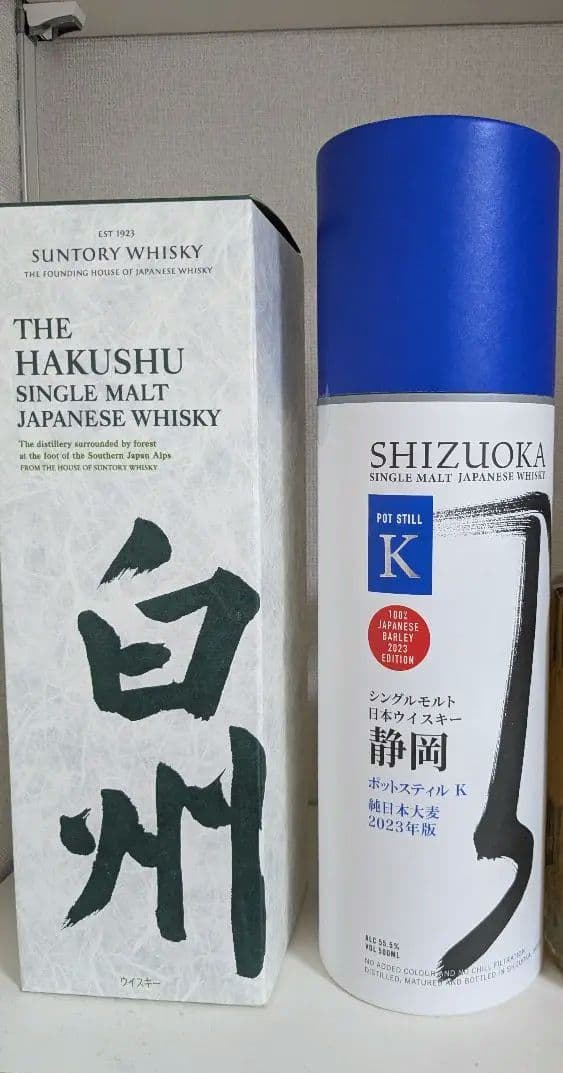 EST 1923
SUNTORY WHISKY
THE FOUNDING HOUSE OF JAPANESE WHISKY
THE
HAKUSHU
SINGLE MALT
JAPANESE WHISKY
The distillery surrounded by forest
at the foot of the Southern Japan Alps
FROM THE HOUSE OF SUNTORY WHISKY
白
州
ウイスキー
SHIZUOKA
SINGLE MALT JAPANESE WHISKY
POT STILL
K
100%
JAPANESE
BARLEY
2023
EDITION
シングルモルト
日本ウイスキー
静岡
ポットスティル K
純日本大麦
2023年版
ALC 55.5%
VOL 500ML
NO ADDED COLOUR AND NO CHILL FILTRATION
DISTILLED, MATURED AND BOTTLED IN SHIZUOKA,